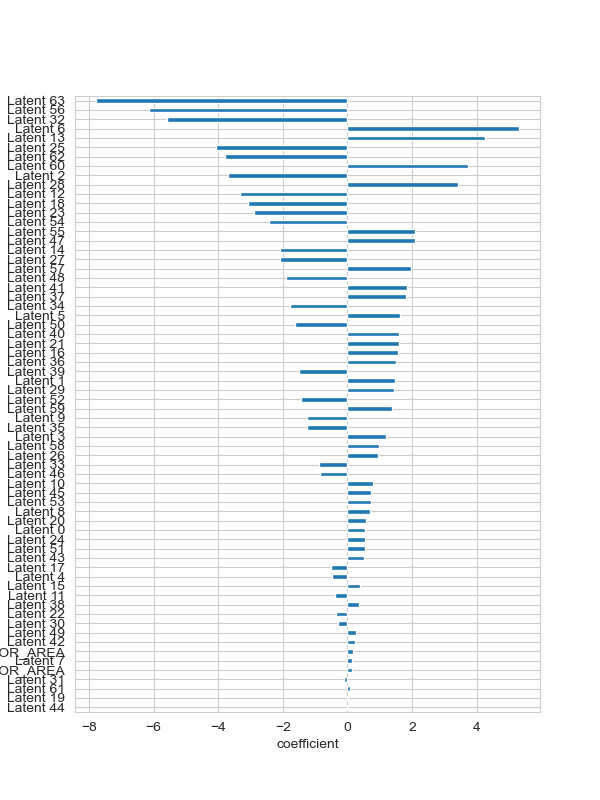 Latent 63
Latent 56
Latent 32
Latent 6
Latent 13
Latent 25
Latent 62
Latent 60
Latent 2
Latent 28
Latent 12
Latent 18
Latent 23
Latent 54
Latent 55
Latent 47
Latent 14
Latent 27
Latent 57
Latent 48
Latent 41
Latent 37
Latent 34
Latent 5
Latent 50
Latent 40
Latent 21
Latent 16
Latent 36
Latent 39
Latent 1
Latent 29
Latent 52
Latent 59
Latent 9
Latent 35
Latent 3
Latent 58
Latent 26
Latent 33
Latent 46
Latent 10
Latent 45
Latent 53
Latent 8
Latent 20
Latent 0
Latent 24
Latent 51
Latent 43
Latent 17
Latent 4
Latent 15
Latent 11
Latent 38
Latent 22
Latent 30
Latent 49
Latent 42
OR_AREA
Latent 7
OR_AREA
Latent 31
Latent 61
Latent 19
Latent 44
−8 −6 −4 −2 0 2 4
coefficient